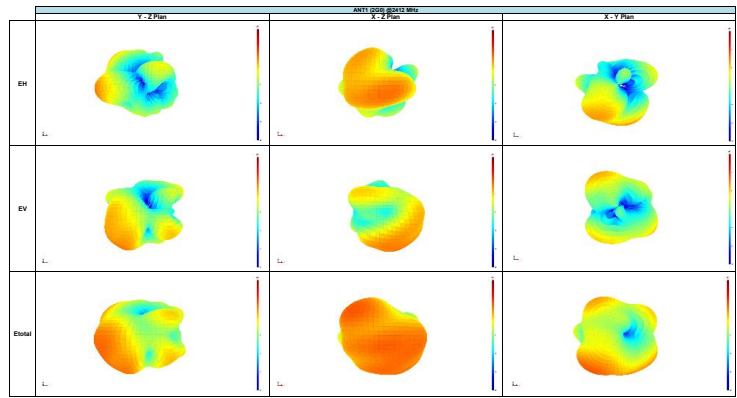 ANT1 (2G0) @2412 MHz
Y - Z Plan
X - Z Plan
X - Y Plan
EH
EV
Etotal